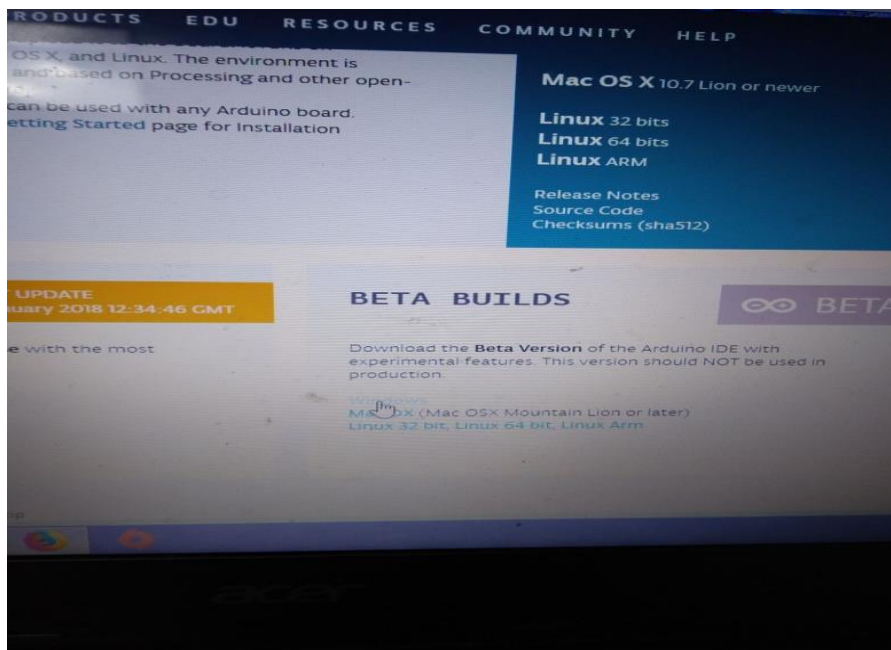 RODUCTS EDU RESOURCES COMMUNITY HELP
OS X, and Linux. The environment is
and based on Processing and other open-
can be used with any Arduino board.
etting Started page for Installation
Mac OS X 10.7 Lion or newer
Linux 32 bits
Linux 64 bits
Linux ARM
Release Notes
Source Code
Checksums (sha512)
UPDATE
uary 2018 12:34:46 GMT
e with the most
BETA BUILDS
BETA
Download the Beta Version of the Arduino IDE with
experimental features. This version should NOT be used in
production.
Windows
(Mac OSX Mountain Lion or later)
Linux 32 bit, Linux 64 bit, Linux Arm
acer